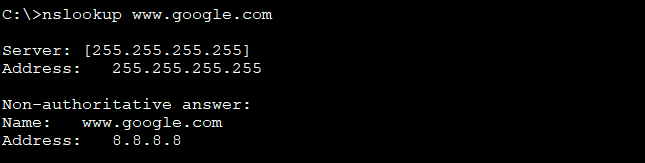 C:\>nslookup www.google.com
Server: [255.255.255.255]
Address:   255.255.255.255
Non-authoritative answer:
Name:   www.google.com
Address:   8.8.8.8